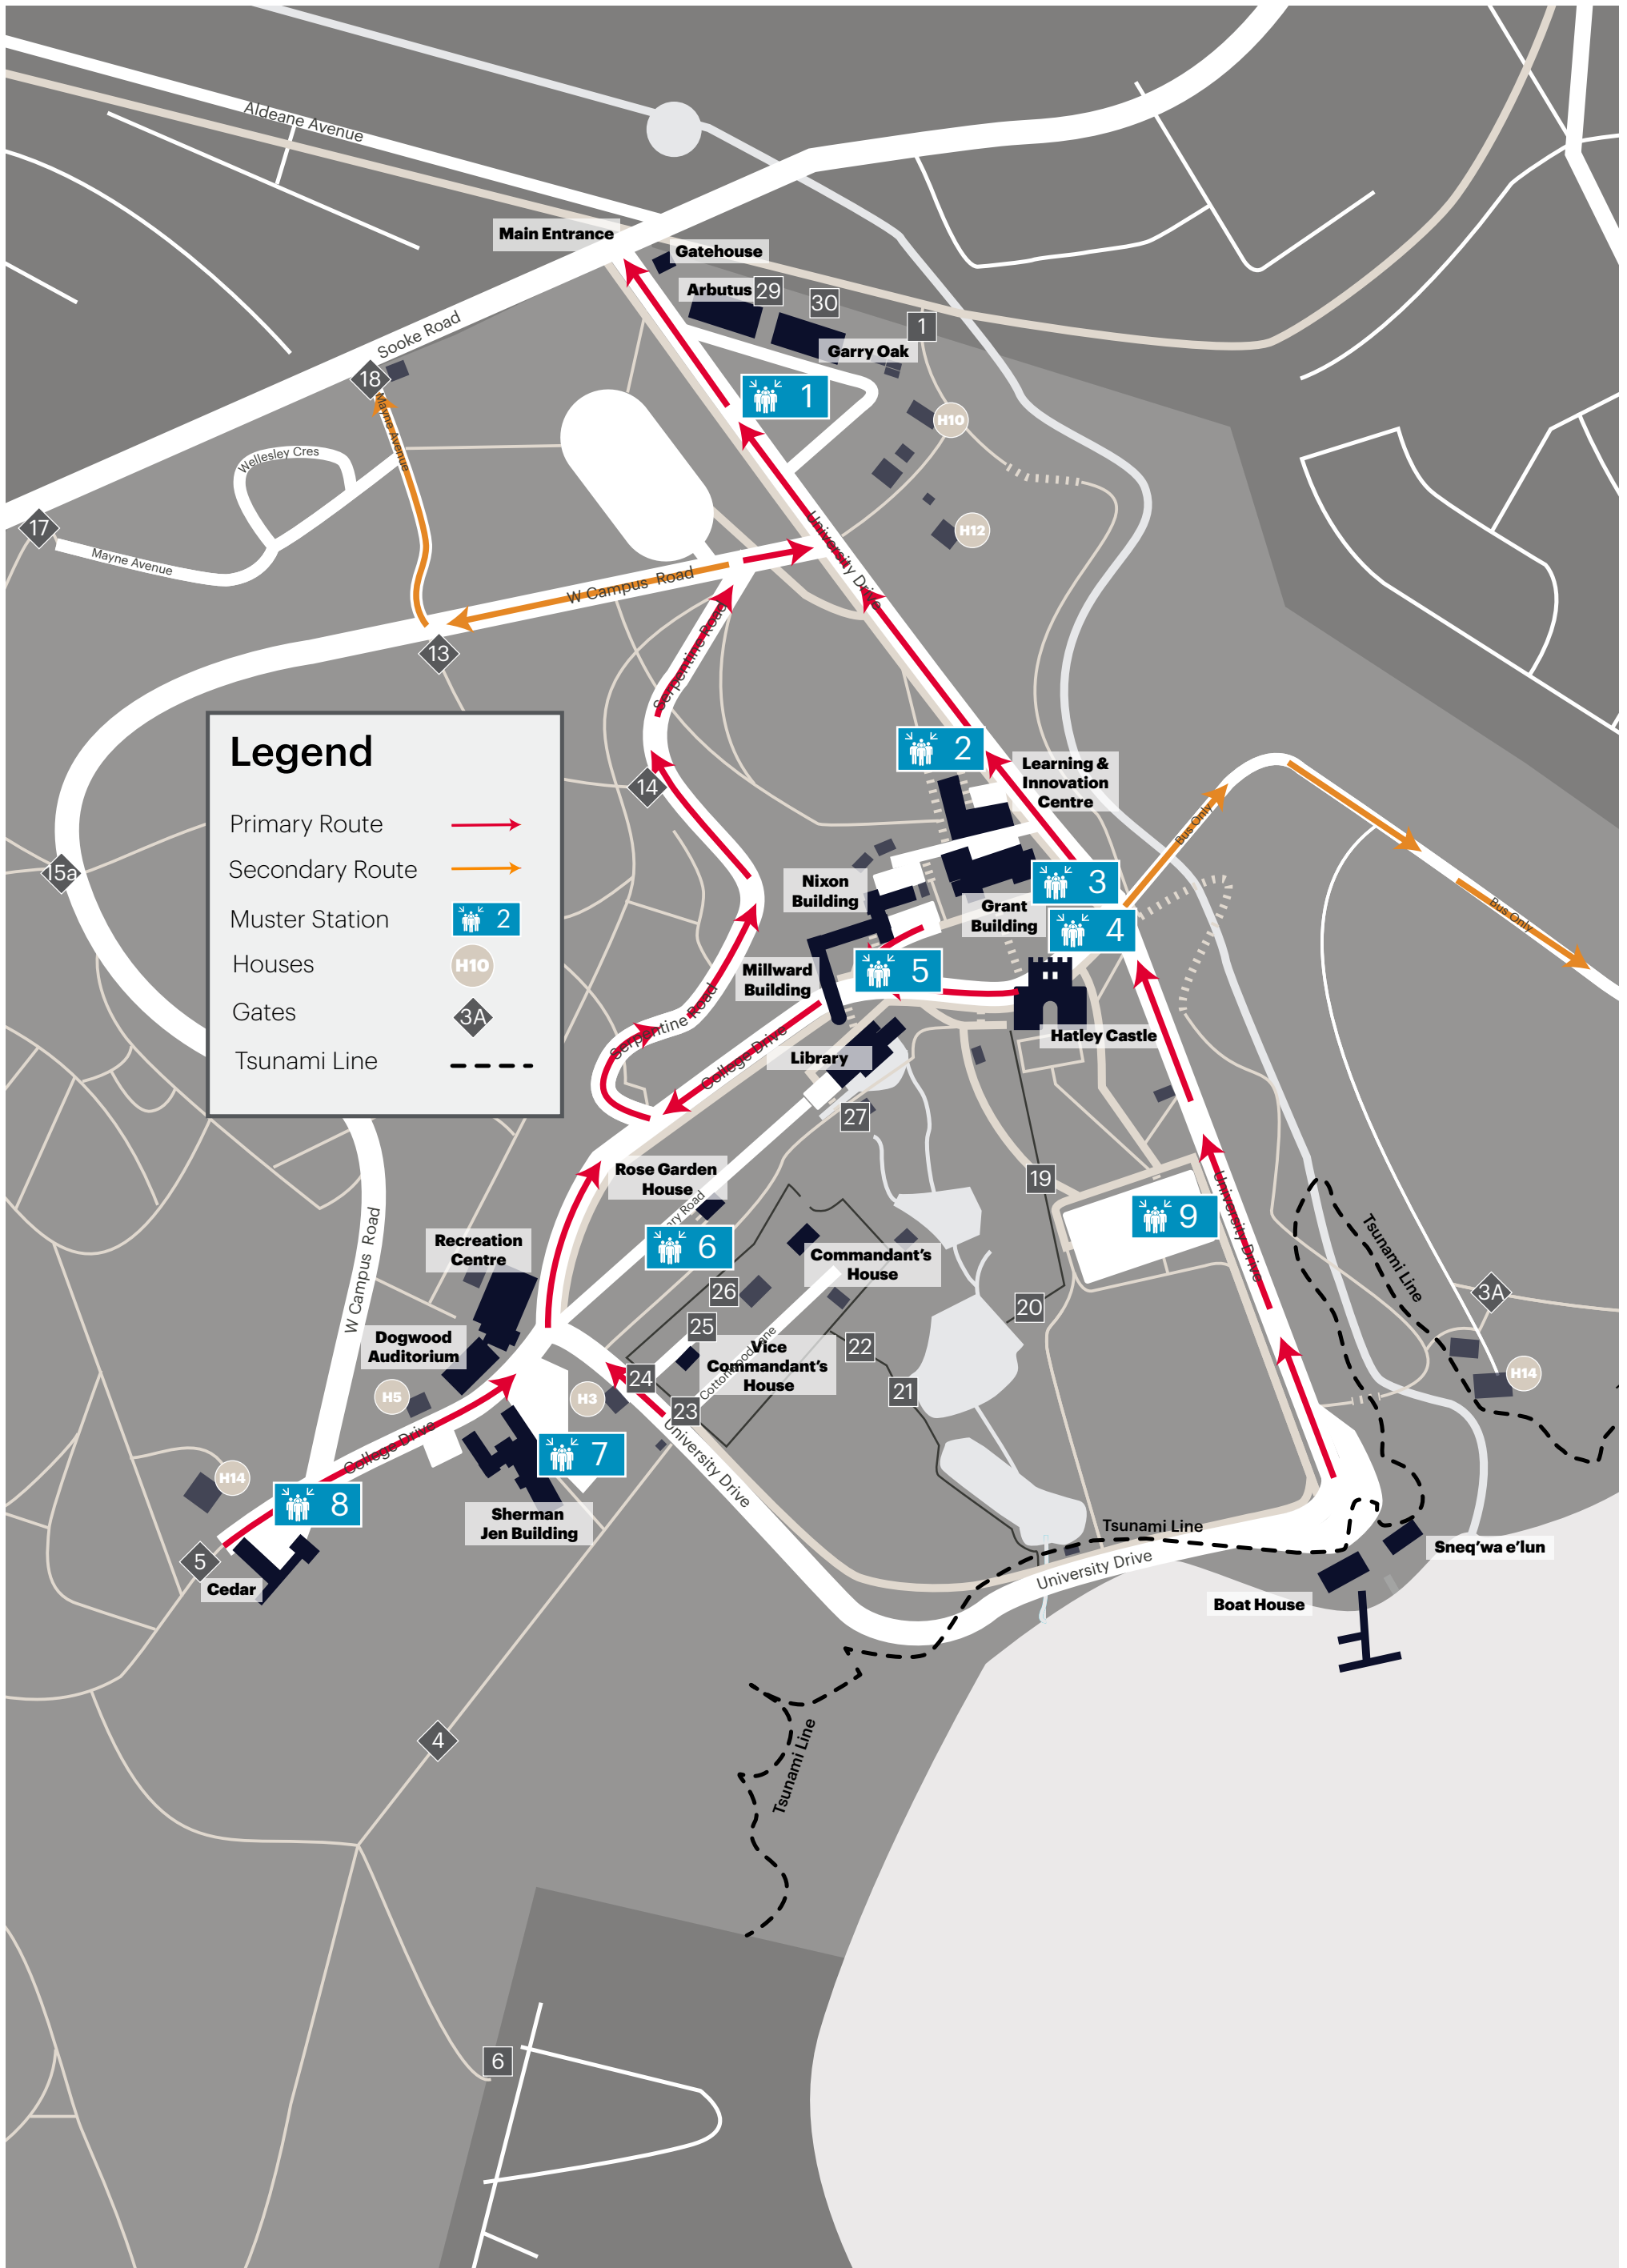 Aldeane Avenue
Main Entrance
Gatehouse
Arbutus
29
30
1
Sooke Road
Garry Oak
18
1
Mayne Avenue
H10
Wellesley Cres
17
H12
Mayne Avenue
University Drive
W Campus Road
Serpentine Road
13
Legend
Primary Route
Secondary Route
Muster Station
2
Houses
H10
Gates
3A
Tsunami Line
2
Learning &
Innovation
Centre
14
Bus Only
15a
Nixon
Building
3
Grant
Building
4
Bus Only
Millward
Building
5
Serpentine Road
College Drive
Hatley Castle
Library
27
Rose Garden
House
19
University Drive
9
Tsunami Line
W Campus Road
Recreation
Centre
6
Commandant's
House
26
25
20
3A
Dogwood
Auditorium
Vice
Commandant's
House
22
24
21
H14
H5
H3
23
College Drive
University Drive
7
H14
8
Sherman
Jen Building
Tsunami Line
Sneq'wa e'lun
University Drive
5
Cedar
Boat House
4
Tsunami Line
6